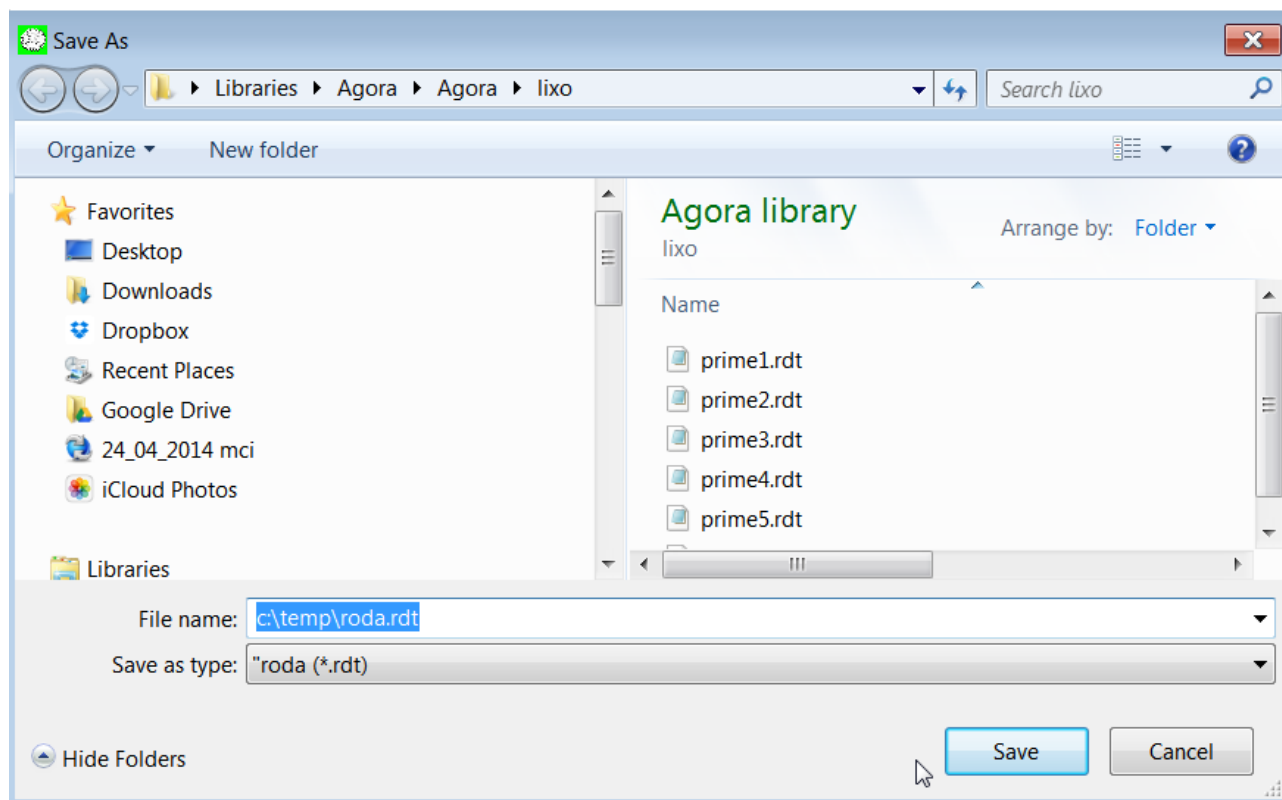 Save As
Libraries Agora Agora lixo
Search lixo
Organize
New folder
Favorites
Desktop
Downloads
Dropbox
Recent Places
Google Drive
24_04_2014 mci
iCloud Photos
Libraries
Agora library
lixo
Arrange by: Folder
Name
prime1.rdt
prime2.rdt
prime3.rdt
prime4.rdt
prime5.rdt
File name: c:\temp\roda.rdt
Save as type: "roda (*.rdt)
Hide Folders
Save
Cancel